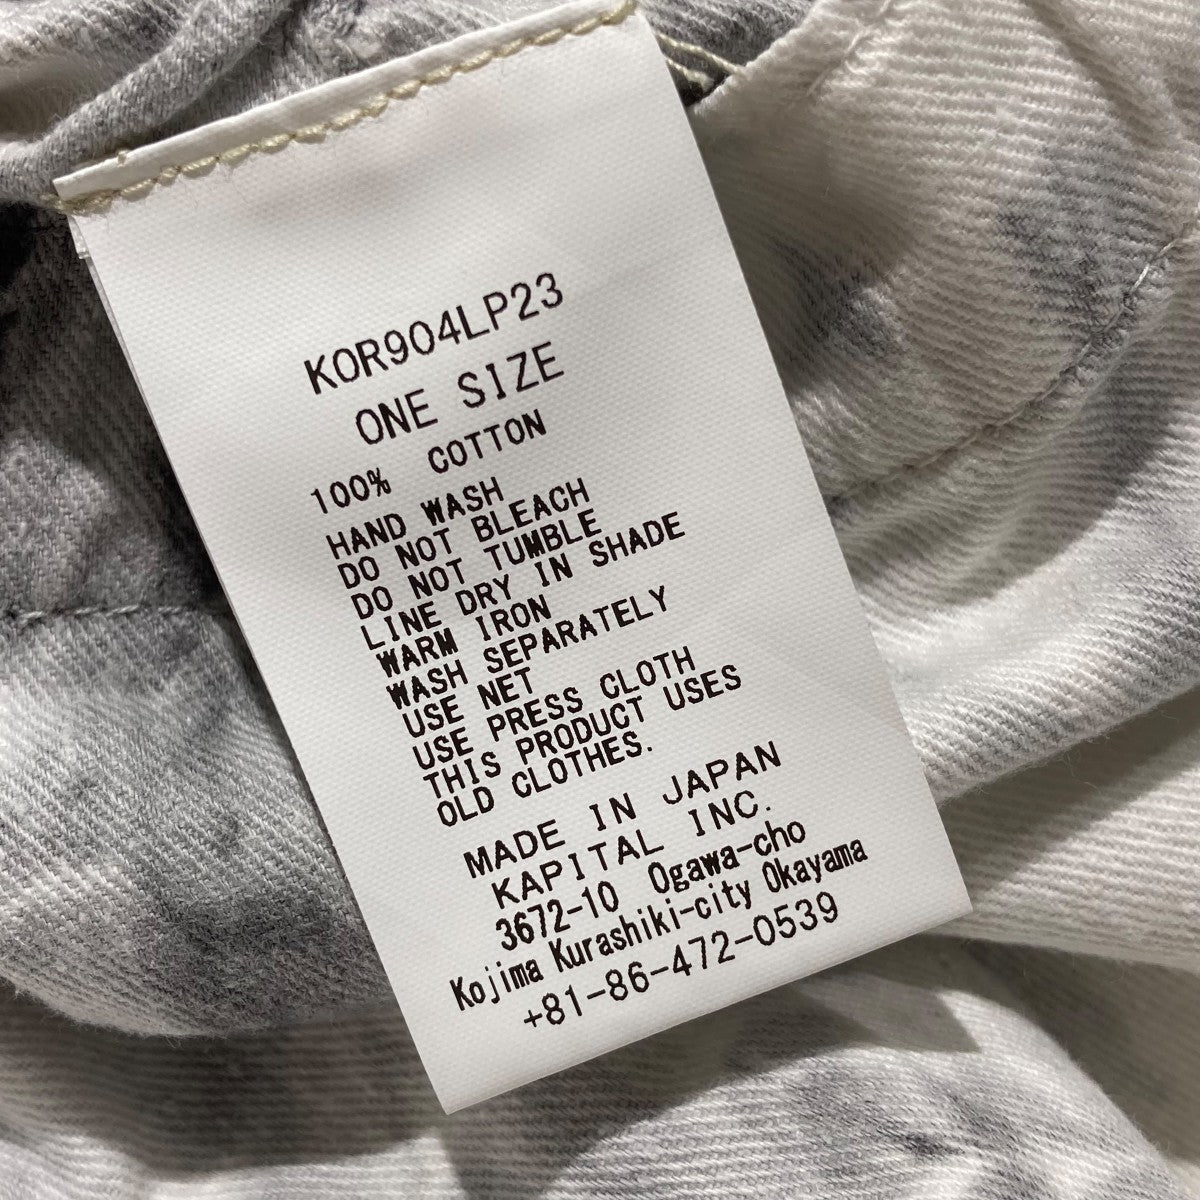 KOR904LP23
ONE SIZE
100% COTTON
HAND WASH
DO NOT BLEACH
DO NOT TUMBLE
LINE DRY IN SHADE
WARM IRON
WASH SEPARATELY
USE NET
USE PRESS CLOTH
THIS PRODUCT USES
OLD CLOTHES.
MADE IN JAPAN
KAPITAL INC.
3672-10 Ogawa-cho
Kojima Kurashiki-city Okayama
+81-86-472-0539